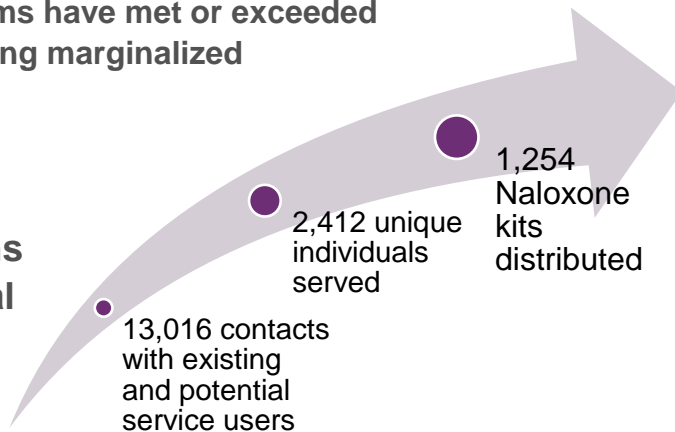 ms have met or exceeded
ng marginalized
1,254
Naloxone
kits
distributed
2,412 unique
individuals
served
ns
al
13,016 contacts
with existing
and potential
service users